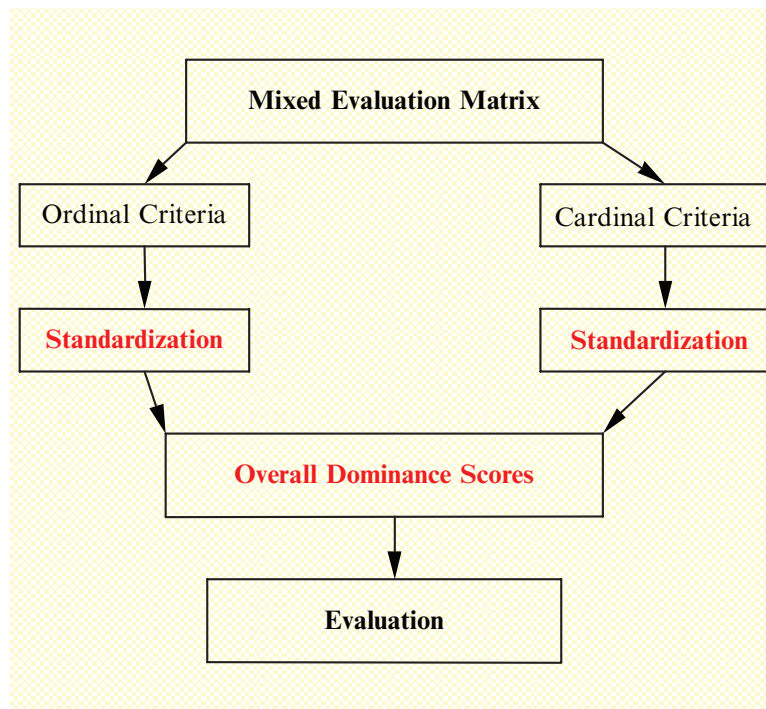 Mixed Evaluation Matrix
Ordinal Criteria
Cardinal Criteria
Standardization
Standardization
Overall Dominance Scores
Evaluation